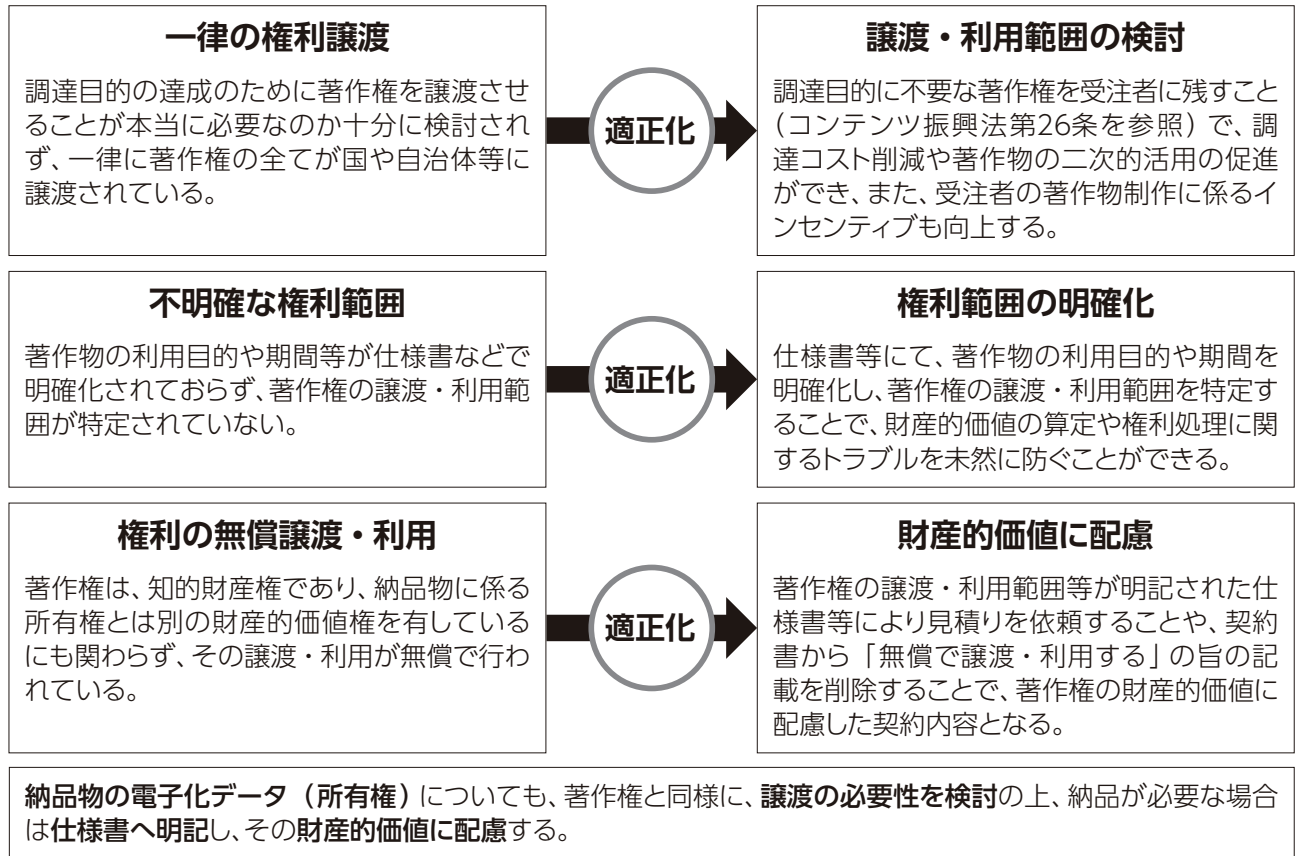 一律の権利譲渡
調達目的の達成のために著作権を譲渡させ
ることが本当に必要なのか十分に検討され
ず、一律に著作権の全てが国や自治体等に
譲渡されている。
適正化
譲渡・利用範囲の検討
調達目的に不要な著作権を受注者に残すこと
（コンテンツ振興法第26条を参照）で、調
達コスト削減や著作物の二次的活用の促進
ができ、また、受注者の著作物制作に係るイ
ンセンティブも向上する。
不明確な権利範囲
著作物の利用目的や期間等が仕様書などで
明確化されておらず、著作権の譲渡・利用範
囲が特定されていない。
適正化
権利範囲の明確化
仕様書等にて、著作物の利用目的や期間を
明確化し、著作権の譲渡・利用範囲を特定す
ることで、財産的価値の算定や権利処理に関
するトラブルを未然に防ぐことができる。
権利の無償譲渡・利用
著作権は、知的財産権であり、納品物に係る
所有権とは別の財産的価値権を有している
にも関わらず、その譲渡・利用が無償で行わ
れている。
適正化
財産的価値に配慮
著作権の譲渡・利用範囲等が明記された仕
様書等により見積りを依頼することや、契約
書から「無償で譲渡・利用する」の旨の記
載を削除することで、著作権の財産的価値に
配慮した契約内容となる。
納品物の電子化データ（所有権）についても、著作権と同様に、譲渡の必要性を検討の上、納品が必要な場合
は仕様書へ明記し、その財産的価値に配慮する。